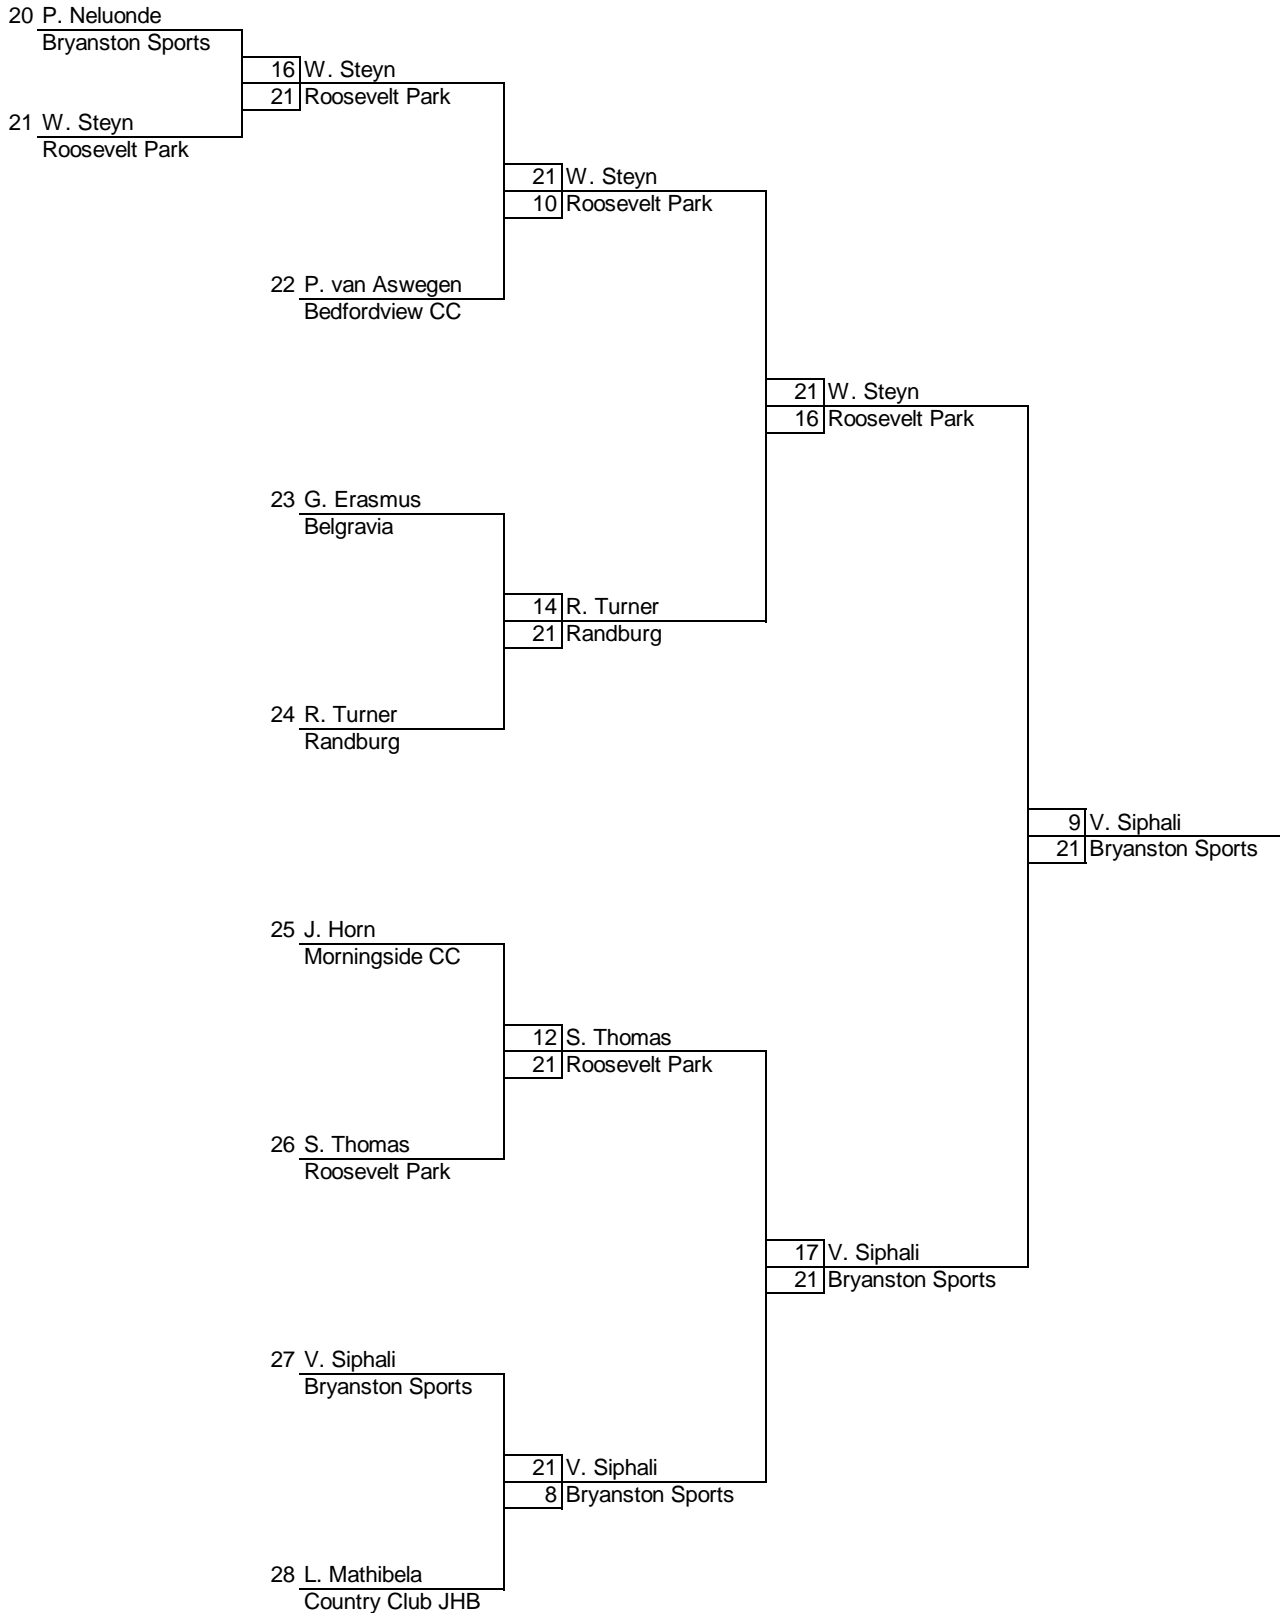 20 P. Neluonde
Bryanston Sports
16 W. Steyn
21 Roosevelt Park
21 W. Steyn
Roosevelt Park
21 W. Steyn
10 Roosevelt Park
22 P. van Aswegen
Bedfordview CC
21 W. Steyn
16 Roosevelt Park
23 G. Erasmus
Belgravia
14 R. Turner
21 Randburg
24 R. Turner
Randburg
9 V. Siphali
21 Bryanston Sports
25 J. Horn
Morningside CC
12 S. Thomas
21 Roosevelt Park
26 S. Thomas
Roosevelt Park
17 V. Siphali
21 Bryanston Sports
27 V. Siphali
Bryanston Sports
21 V. Siphali
8 Bryanston Sports
28 L. Mathibela
Country Club JHB